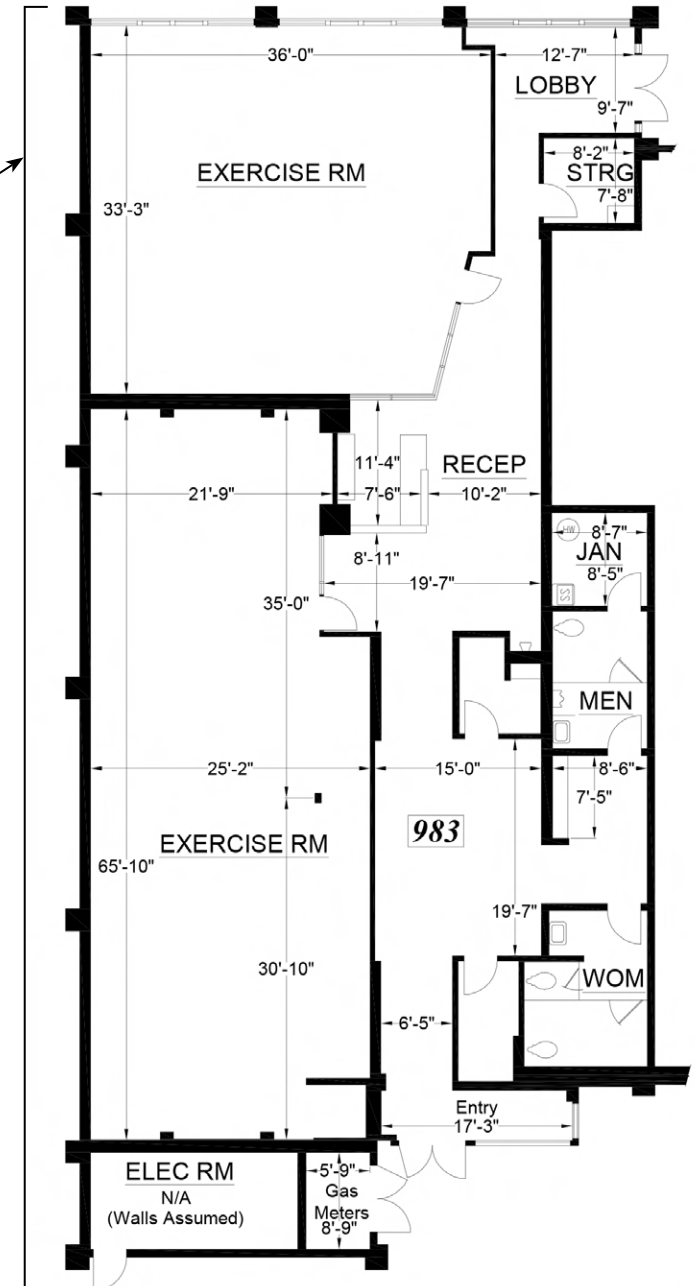 36'-0"
12'-7"
LOBBY
9'-7"
8'-2"
STRG
7'-8"
EXERCISE RM
33'-3"
11'-4"
RECEP
21'-9"
7'-6"
10'-2"
8'-7"
HW
JAN
8'-5"
SS
8'-11"
19'-7"
35'-0"
MEN
25'-2"
15'-0"
8'-6"
7'-5"
983
EXERCISE RM
65'-10"
19'-7"
30'-10"
WOM
6'-5"
Entry
17'-3"
ELEC RM
N/A
(Walls Assumed)
5'-9"
Gas
Meters
8'-9"